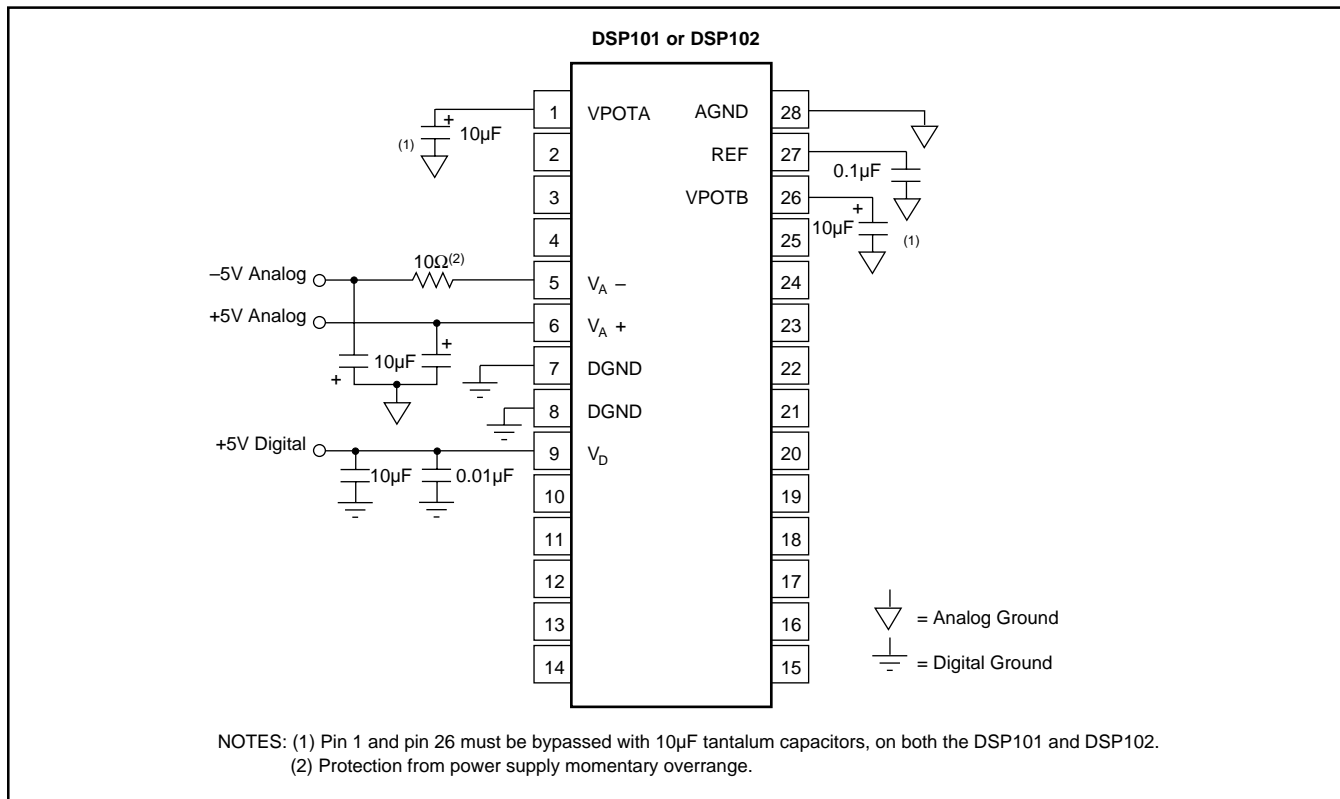 DSP101 or DSP102
1 VPOTA AGND 28
+ 10µF
(1)
2 REF 27
0.1µF
3 VPOTB 26
+
10µF
(1)
4 25
–5V Analog 10Ω(2) 5 VA – 24
+5V Analog 6 VA + 23
+ 10µF +
7 DGND 22
8 DGND 21
+5V Digital 9 VD 20
10µF 0.01µF
10 19
11 18
12 17
13 16
= Analog Ground
14 15
= Digital Ground
NOTES: (1) Pin 1 and pin 26 must be bypassed with 10µF tantalum capacitors, on both the DSP101 and DSP102.
(2) Protection from power supply momentary overrange.